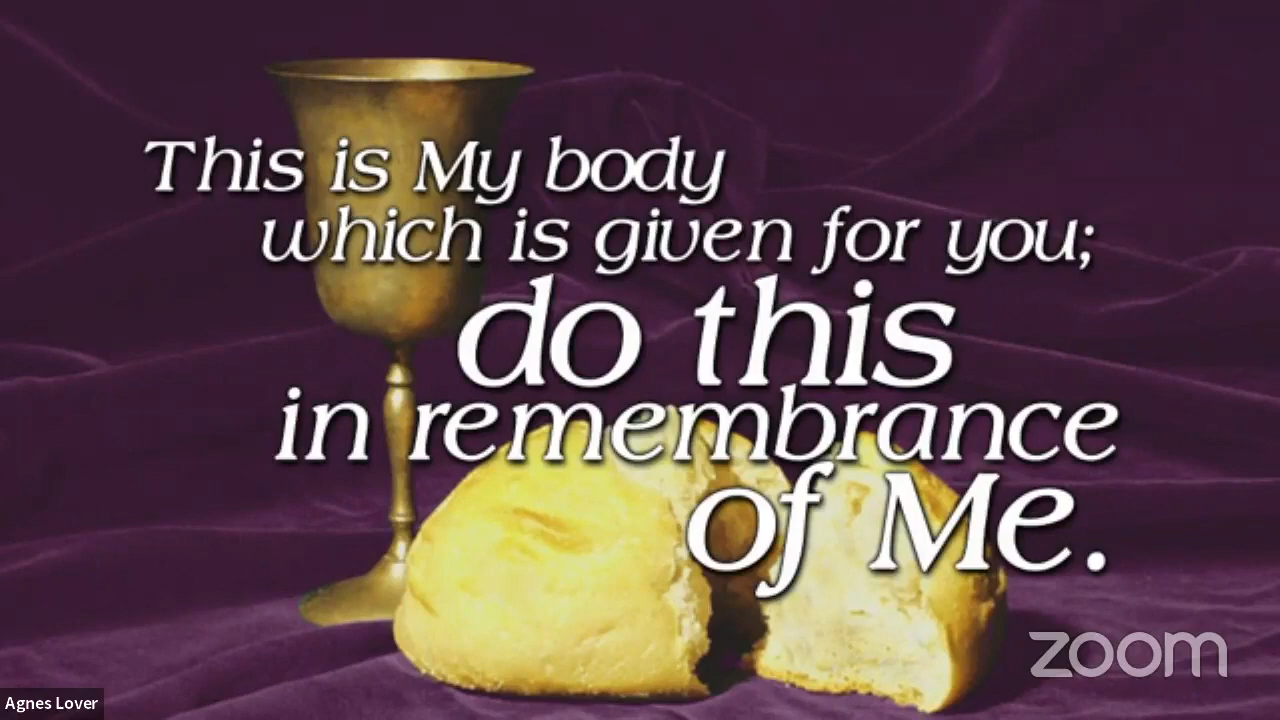 This is My body
which is given for you;
do this
in remembrance
of Me.
zoom
Agnes Lover